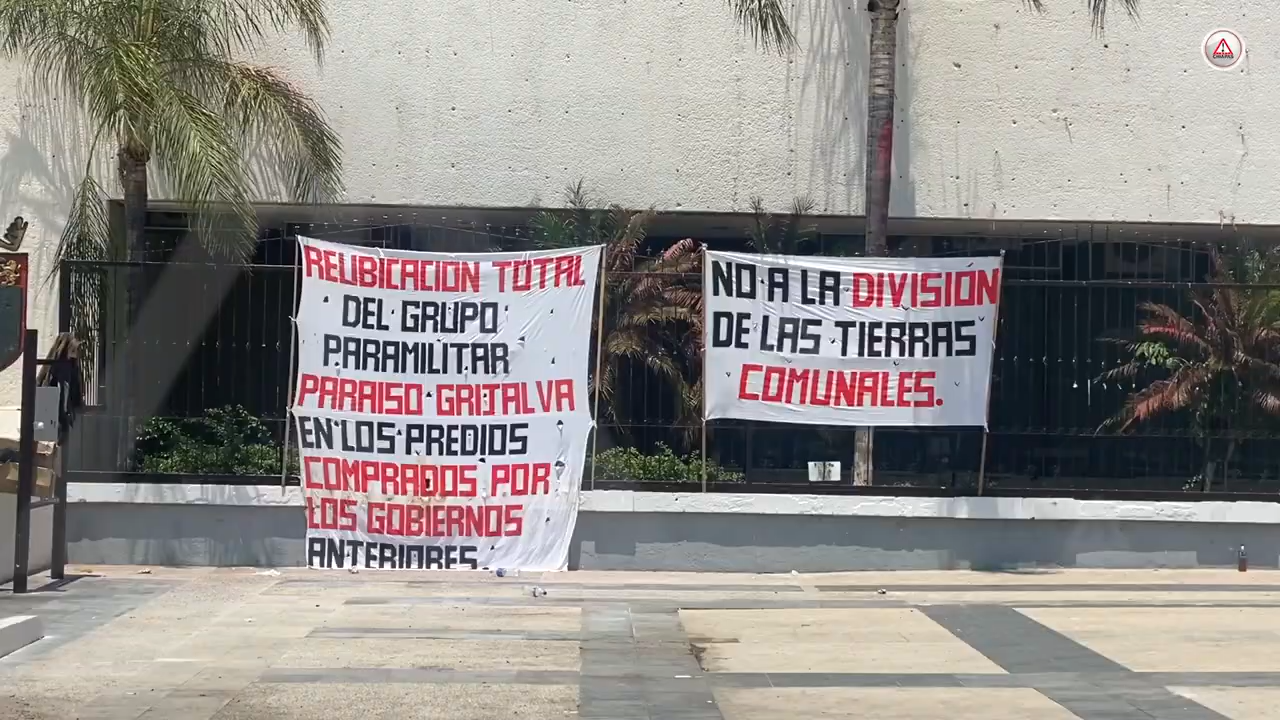 REUBICACION TOTAL
DEL GRUPO
PARAMILITAR
PARAISO GRIJALVA
EN LOS PREDIOS
COMPRADOS POR
LOS GOBIERNOS
ANTERIORES
NO A LA DIVISION
DE LAS TIERRAS
COMUNALES.
CHIAPAS